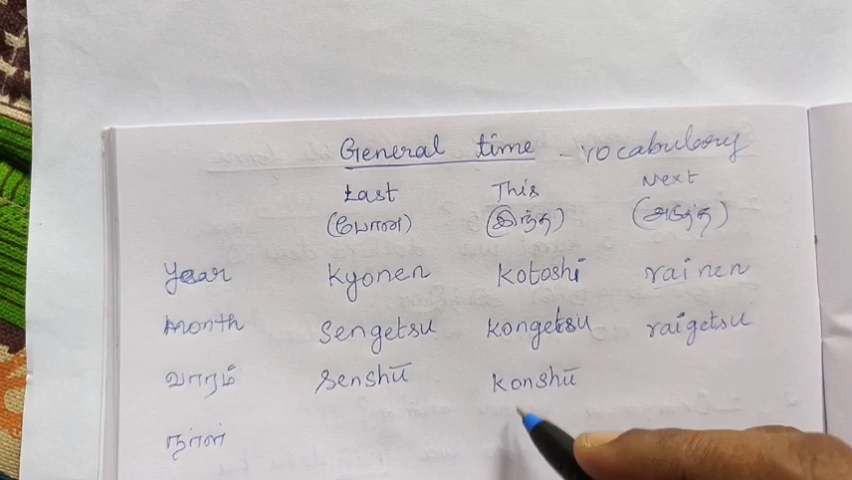 General time - vocabulary
Last This Next
(போன) (இந்த) (அடுத்த)
Year Kyonen Kotoshi rainen
Month Sengetsu Kongetsu raigetsu
வாரம் Senshū Konshū
நாள்